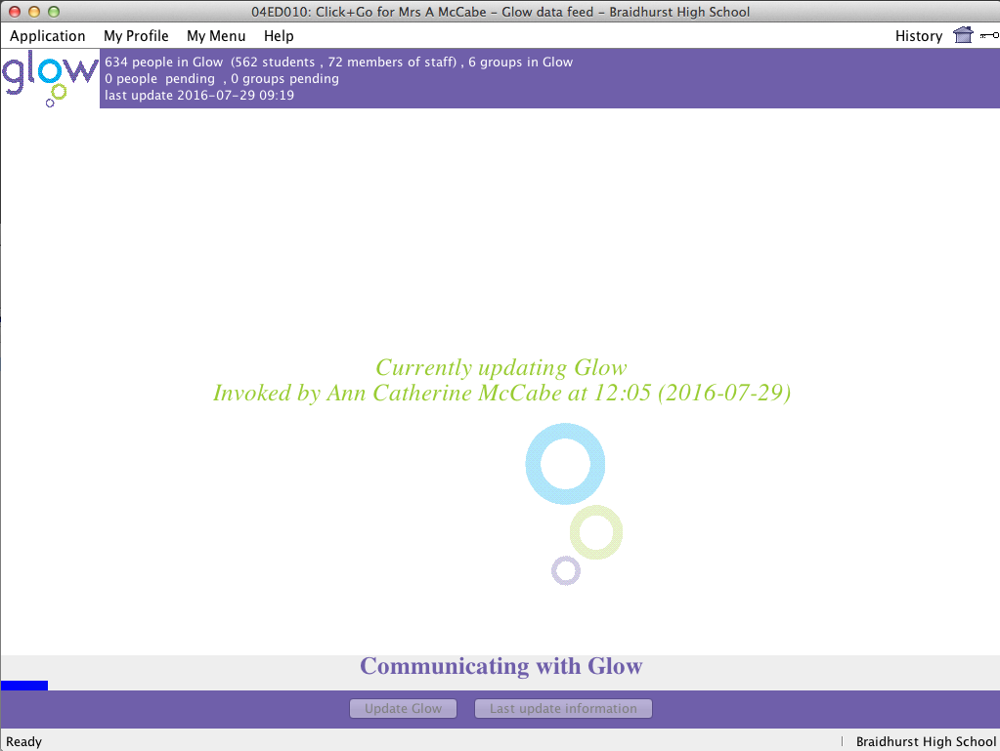 04ED010: Click+Go for Mrs A McCabe - Glow data feed - Braidhurst High School
Application My Profile My Menu Help History
glow
634 people in Glow (562 students , 72 members of staff) , 6 groups in Glow
0 people pending , 0 groups pending
last update 2016-07-29 09:19
Currently updating Glow
Invoked by Ann Catherine McCabe at 12:05 (2016-07-29)
Communicating with Glow
Update Glow Last update information
Ready Braidhurst High School